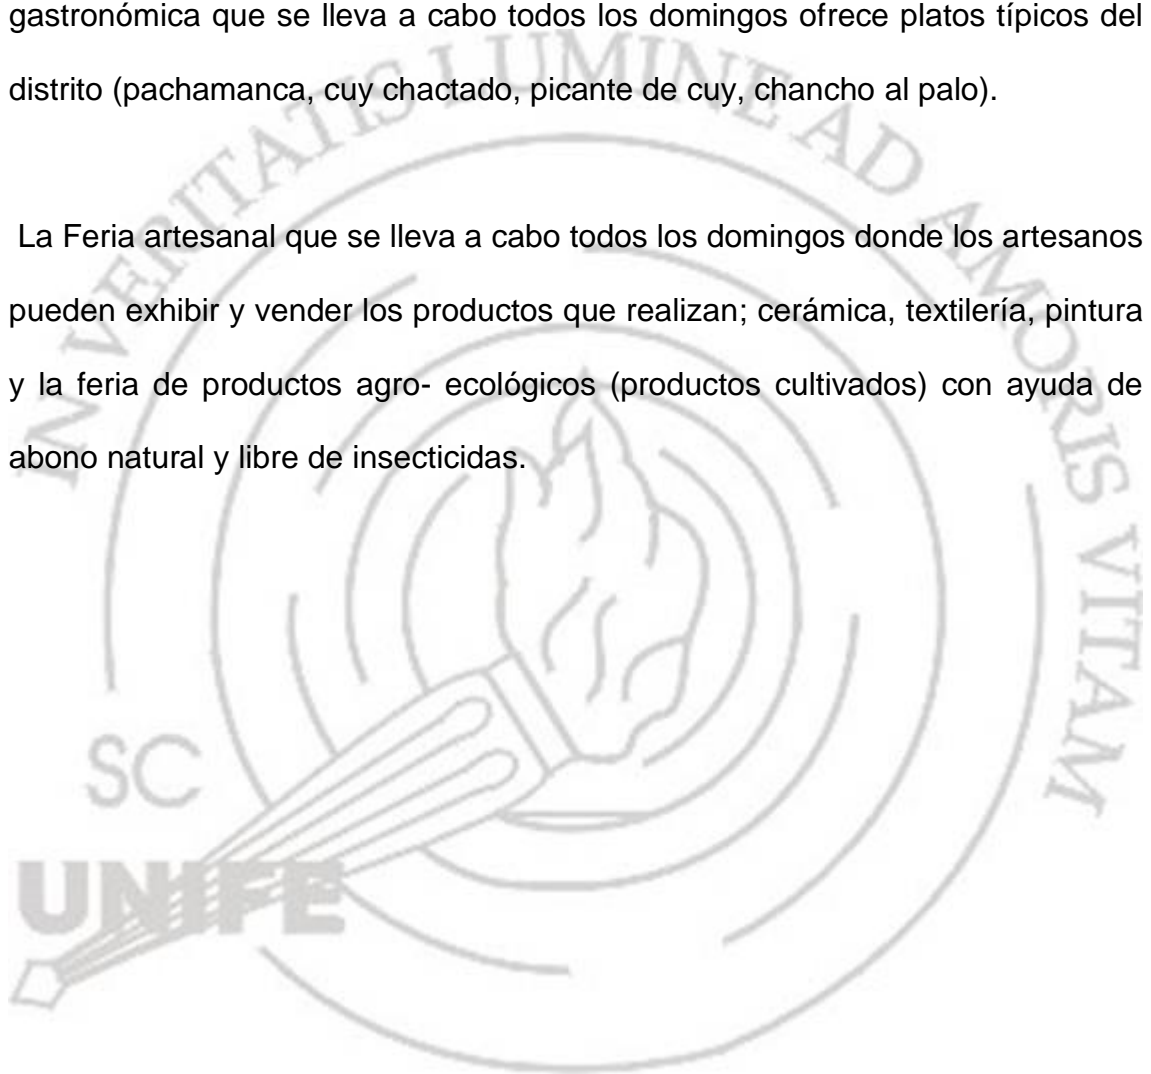 gastronómica que se lleva a cabo todos los domingos ofrece platos típicos del
distrito (pachamanca, cuy chactado, picante de cuy, chancho al palo).
La Feria artesanal que se lleva a cabo todos los domingos donde los artesanos
pueden exhibir y vender los productos que realizan; cerámica, textilería, pintura
y la feria de productos agro- ecológicos (productos cultivados) con ayuda de
abono natural y libre de insecticidas.
IN VERITATIS LUMINE AD AMORIS VITAM
SC
UNIFE